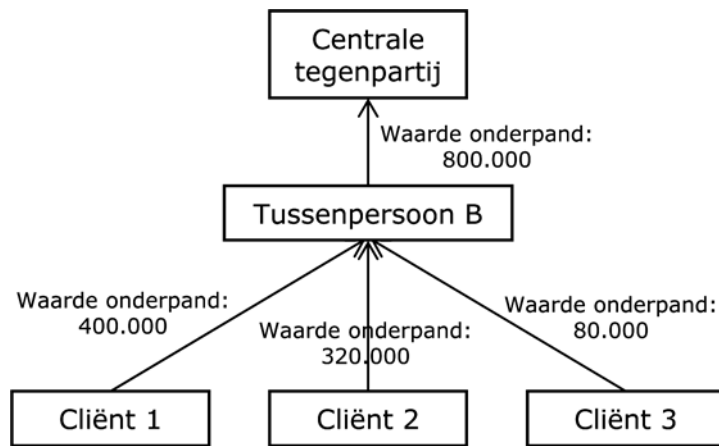 Centrale
tegenpartij
Waarde onderpand:
800.000
Tussenpersoon B
Waarde onderpand:
400.000
Waarde onderpand:
320.000
Waarde onderpand:
80.000
Cliënt 1
Cliënt 2
Cliënt 3